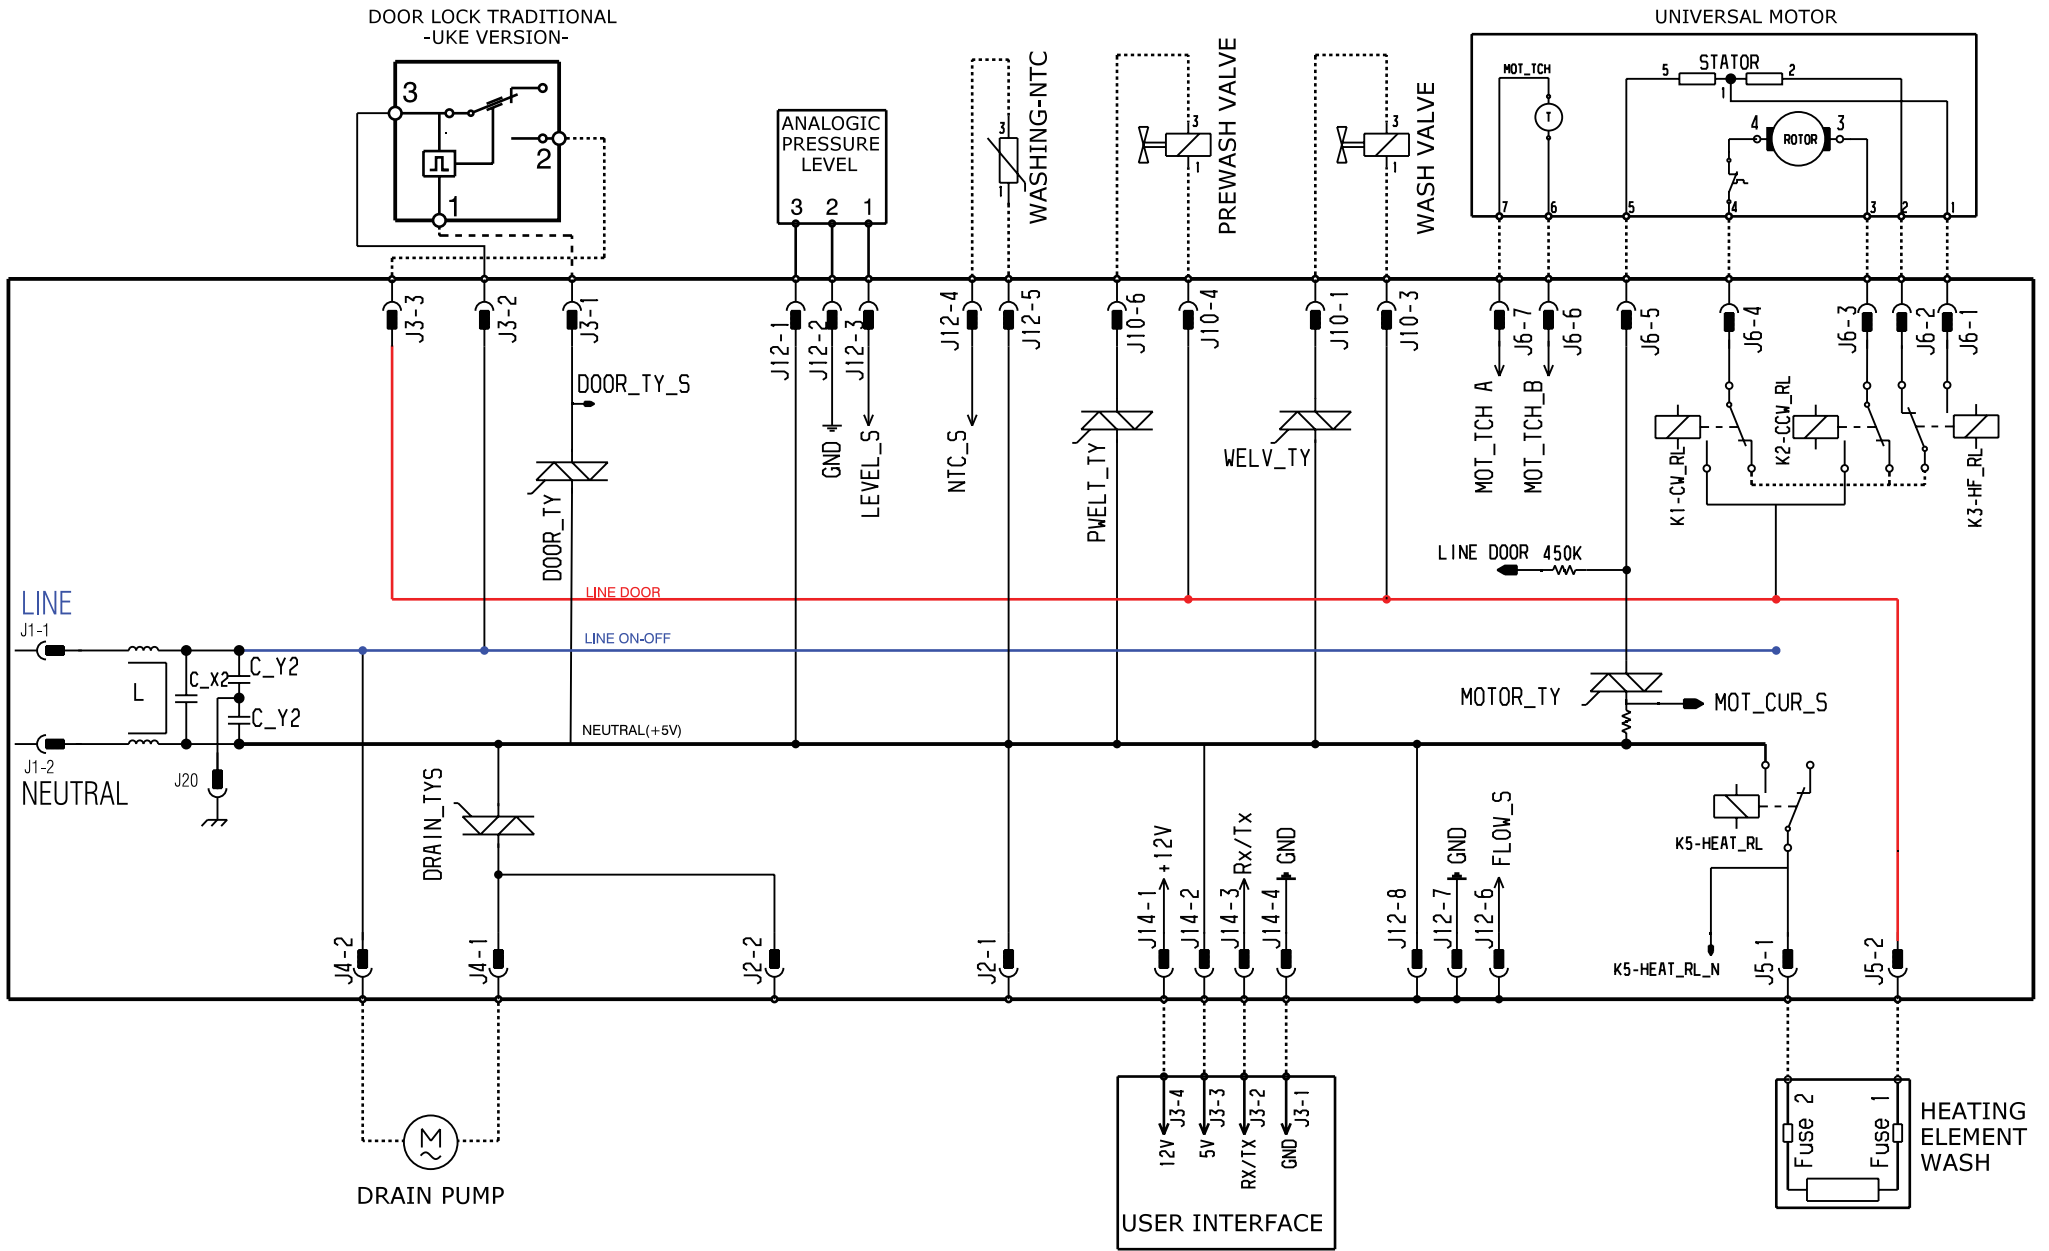 DOOR LOCK TRADITIONAL
-UKE VERSION-
3
2
1
ANALOGIC
PRESSURE
LEVEL
3 2 1
WASHING-NTC
3
1
PREWASH VALVE
3
1
WASH VALVE
3
1
UNIVERSAL MOTOR
MOT_TCH
T
STATOR
5
2
1
4
3
ROTOR
7
6
5
4
3
2
1
J3-3
J3-2
J3-1
J12-1
J12-2
J12-3
J12-4
J12-5
J10-6
J10-4
J10-1
J10-3
J6-7
J6-6
J6-5
J6-4
J6-3
J6-2
J6-1
DOOR_TY_S
DOOR_TY
GND
LEVEL_S
NTC_S
PWELT_TY
WELV_TY
MOT_TCH A
MOT_TCH_B
K1-CW_RL
K2-CCW_RL
K3-HF_RL
LINE DOOR 450K
LINE DOOR
LINE
J1-1
LINE ON-OFF
C_Y2
C_X2
L
C_Y2
MOTOR_TY
MOT_CUR_S
NEUTRAL(+5V)
J1-2
NEUTRAL
J20
DRAIN_TYS
+12V
Rx/Tx
GND
GND
FLOW_S
K5-HEAT_RL
K5-HEAT_RL_N
J4-2
J4-1
J2-2
J2-1
J14-1
J14-2
J14-3
J14-4
J12-8
J12-7
J12-6
J5-1
J5-2
M
DRAIN PUMP
J3-4
J3-3
J3-2
J3-1
12V
5V
RX/TX
GND
USER INTERFACE
Fuse 2
Fuse 1
HEATING
ELEMENT
WASH